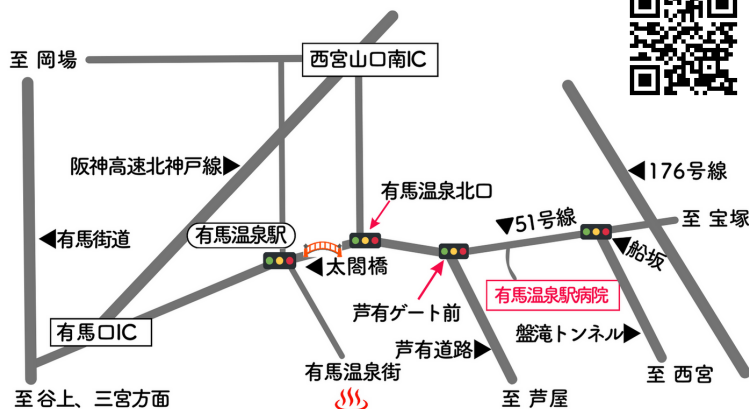 至 岡場
西宮山口南IC
阪神高速北神戸線▶
有馬温泉北口
◀176号線
◀有馬街道
有馬温泉駅
◀太閤橋
▼51号線
至 宝塚
◀船坂
有馬温泉駅病院
有馬口IC
芦有ゲート前
盤滝トンネル▶
芦有道路▶
有馬温泉街
至 西宮
至 谷上、三宮方面
至 芦屋